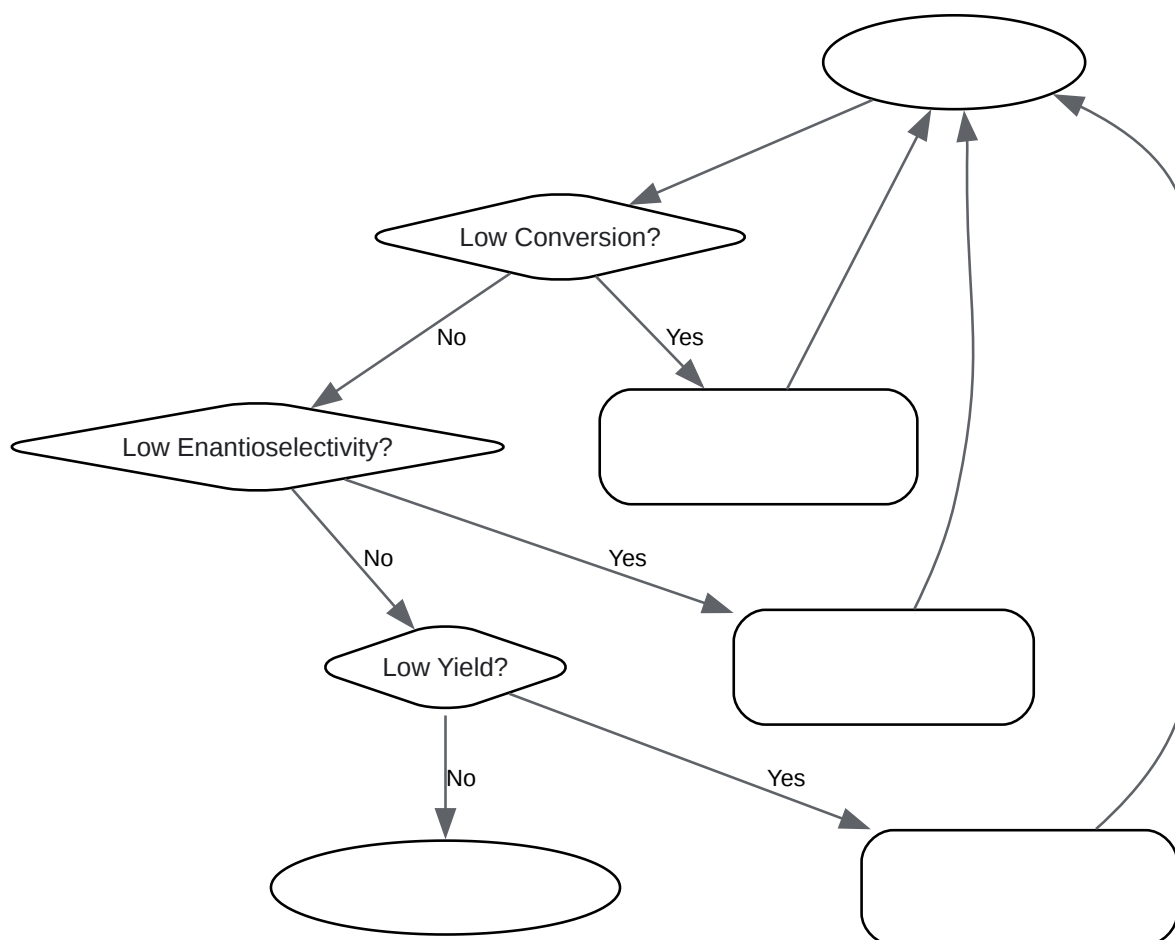 Low Conversion?
No
Yes
Low Enantioselectivity?
No
Yes
Low Yield?
No
Yes